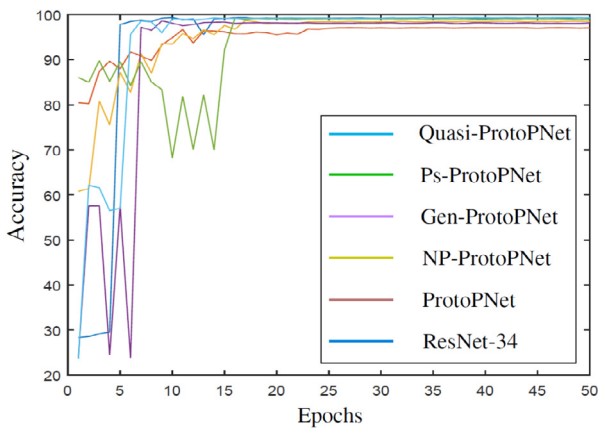 100
90
80
70
60
50
40
30
20
Accuracy
0 5 10 15 20 25 30 35 40 45 50
Epochs
Quasi-ProtoPNet
Ps-ProtoPNet
Gen-ProtoPNet
NP-ProtoPNet
ProtoPNet
ResNet-34